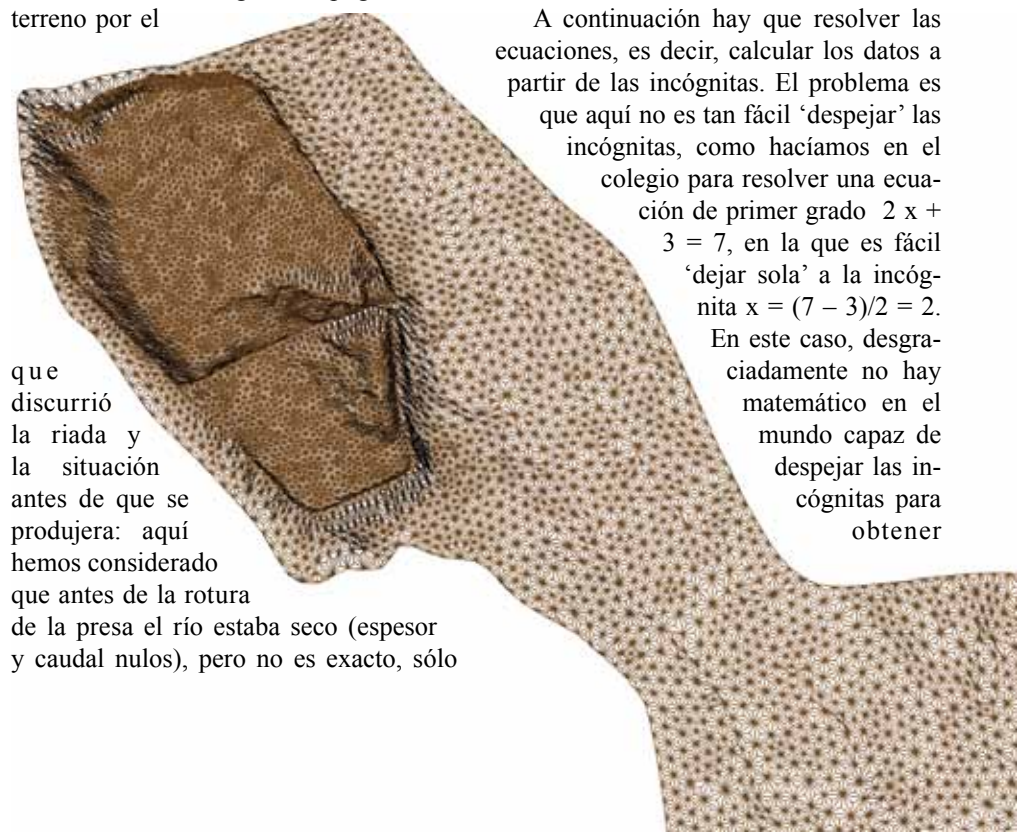 terreno por el
que
discurrió
la riada y
la situación
antes de que se
produjera: aquí
hemos considerado
que antes de la rotura
de la presa el río estaba seco (espesor
y caudal nulos), pero no es exacto, sólo
A continuación hay que resolver las
ecuaciones, es decir, calcular los datos a
partir de las incógnitas. El problema es
que aquí no es tan fácil ‘despejar’ las
incógnitas, como hacíamos en el
colegio para resolver una ecua-
ción de primer grado 2 x +
3 = 7, en la que es fácil
‘dejar sola’ a la incóg-
nita x = (7 – 3)/2 = 2.
En este caso, desgra-
ciadamente no hay
matemático en el
mundo capaz de
despejar las in-
cógnitas para
obtener